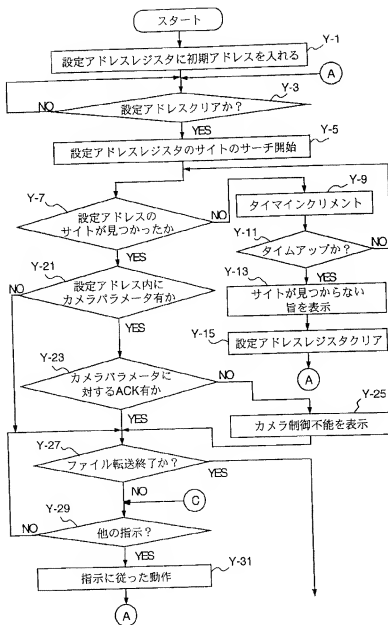 スタート
Y-1
設定アドレスレジスタに初期アドレスを入れる
A
Y-3
設定アドレスクリアか?
NO
YES
Y-5
設定アドレスレジスタのサイトのサーチ開始
Y-7
設定アドレスの
サイトが見つかったか
NO
YES
Y-9
タイマインクリメント
Y-11
タイムアップか?
NO
YES
Y-13
サイトが見つからない
旨を表示
Y-15
設定アドレスレジスタクリア
A
Y-21
設定アドレス内に
カメラパラメータ有か
NO
YES
Y-23
カメラパラメータに
対するACK有か
NO
YES
Y-25
カメラ制御不能を表示
Y-27
ファイル転送終了か?
YES
NO
C
Y-29
他の指示?
NO
YES
Y-31
指示に従った動作
A